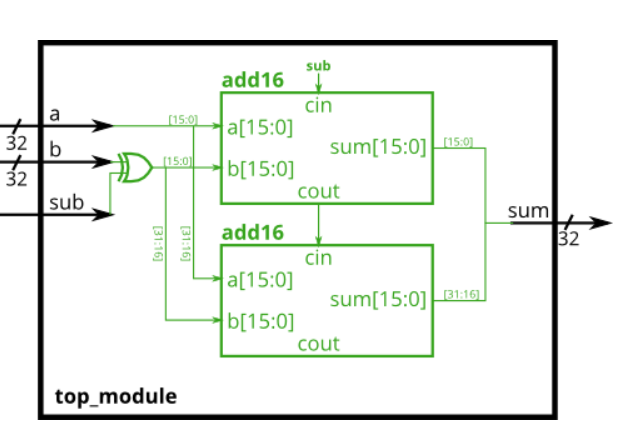 sub
add16
cin
a
[15:0]
a[15:0]
32
sum[15:0]
[15:0]
b
[15:0]
b[15:0]
32
cout
sub
sum
32
add16
[31:16]
[31:16]
cin
a[15:0]
sum[15:0]
[31:16]
b[15:0]
cout
top_module